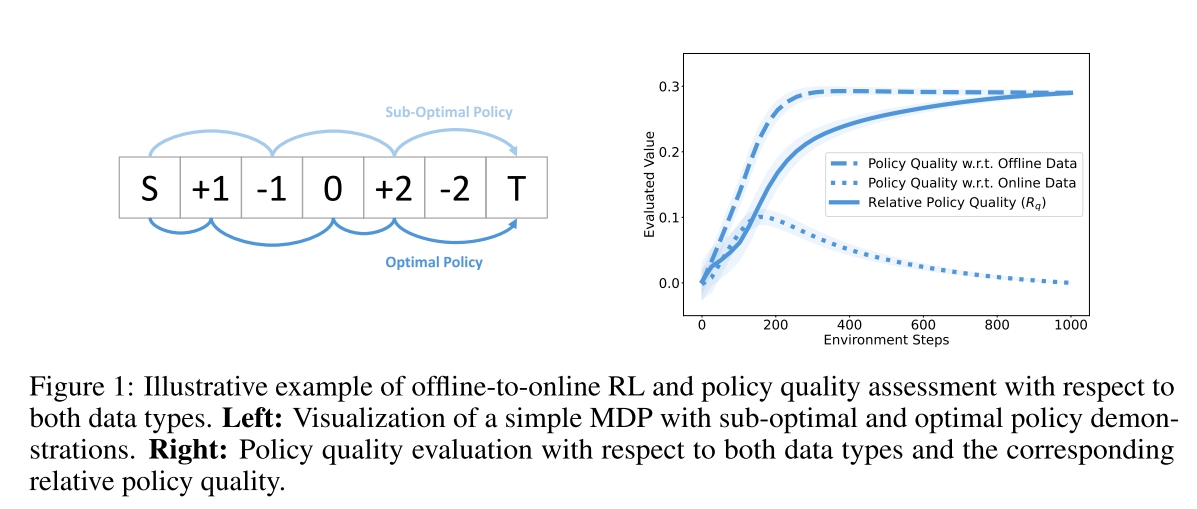 Sub-Optimal Policy
S +1 -1 0 +2 -2 T
Optimal Policy
Evaluated Value
0.3
0.2
0.1
0.0
Policy Quality w.r.t. Offline Data
Policy Quality w.r.t. Online Data
Relative Policy Quality (Rq)
0 200 400 600 800 1000
Environment Steps
Figure 1: Illustrative example of offline-to-online RL and policy quality assessment with respect to
both data types. Left: Visualization of a simple MDP with sub-optimal and optimal policy demon-
strations. Right: Policy quality evaluation with respect to both data types and the corresponding
relative policy quality.